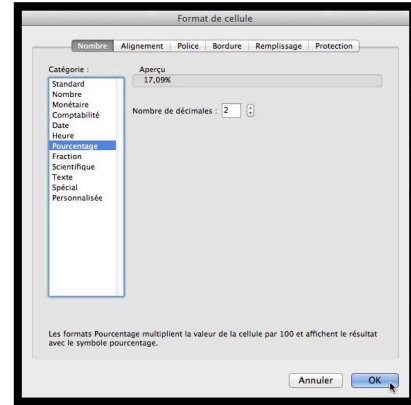 Format de cellule
Nombre Alignement Police Bordure Remplissage Protection
Catégorie :
Standard
Nombre
Monétaire
Comptabilité
Date
Heure
Pourcentage
Fraction
Scientifique
Texte
Spécial
Personnalisée
Aperçu
17,09%
Nombre de décimales : 2
Les formats Pourcentage multiplient la valeur de la cellule par 100 et affichent le résultat
avec le symbole pourcentage.
Annuler OK